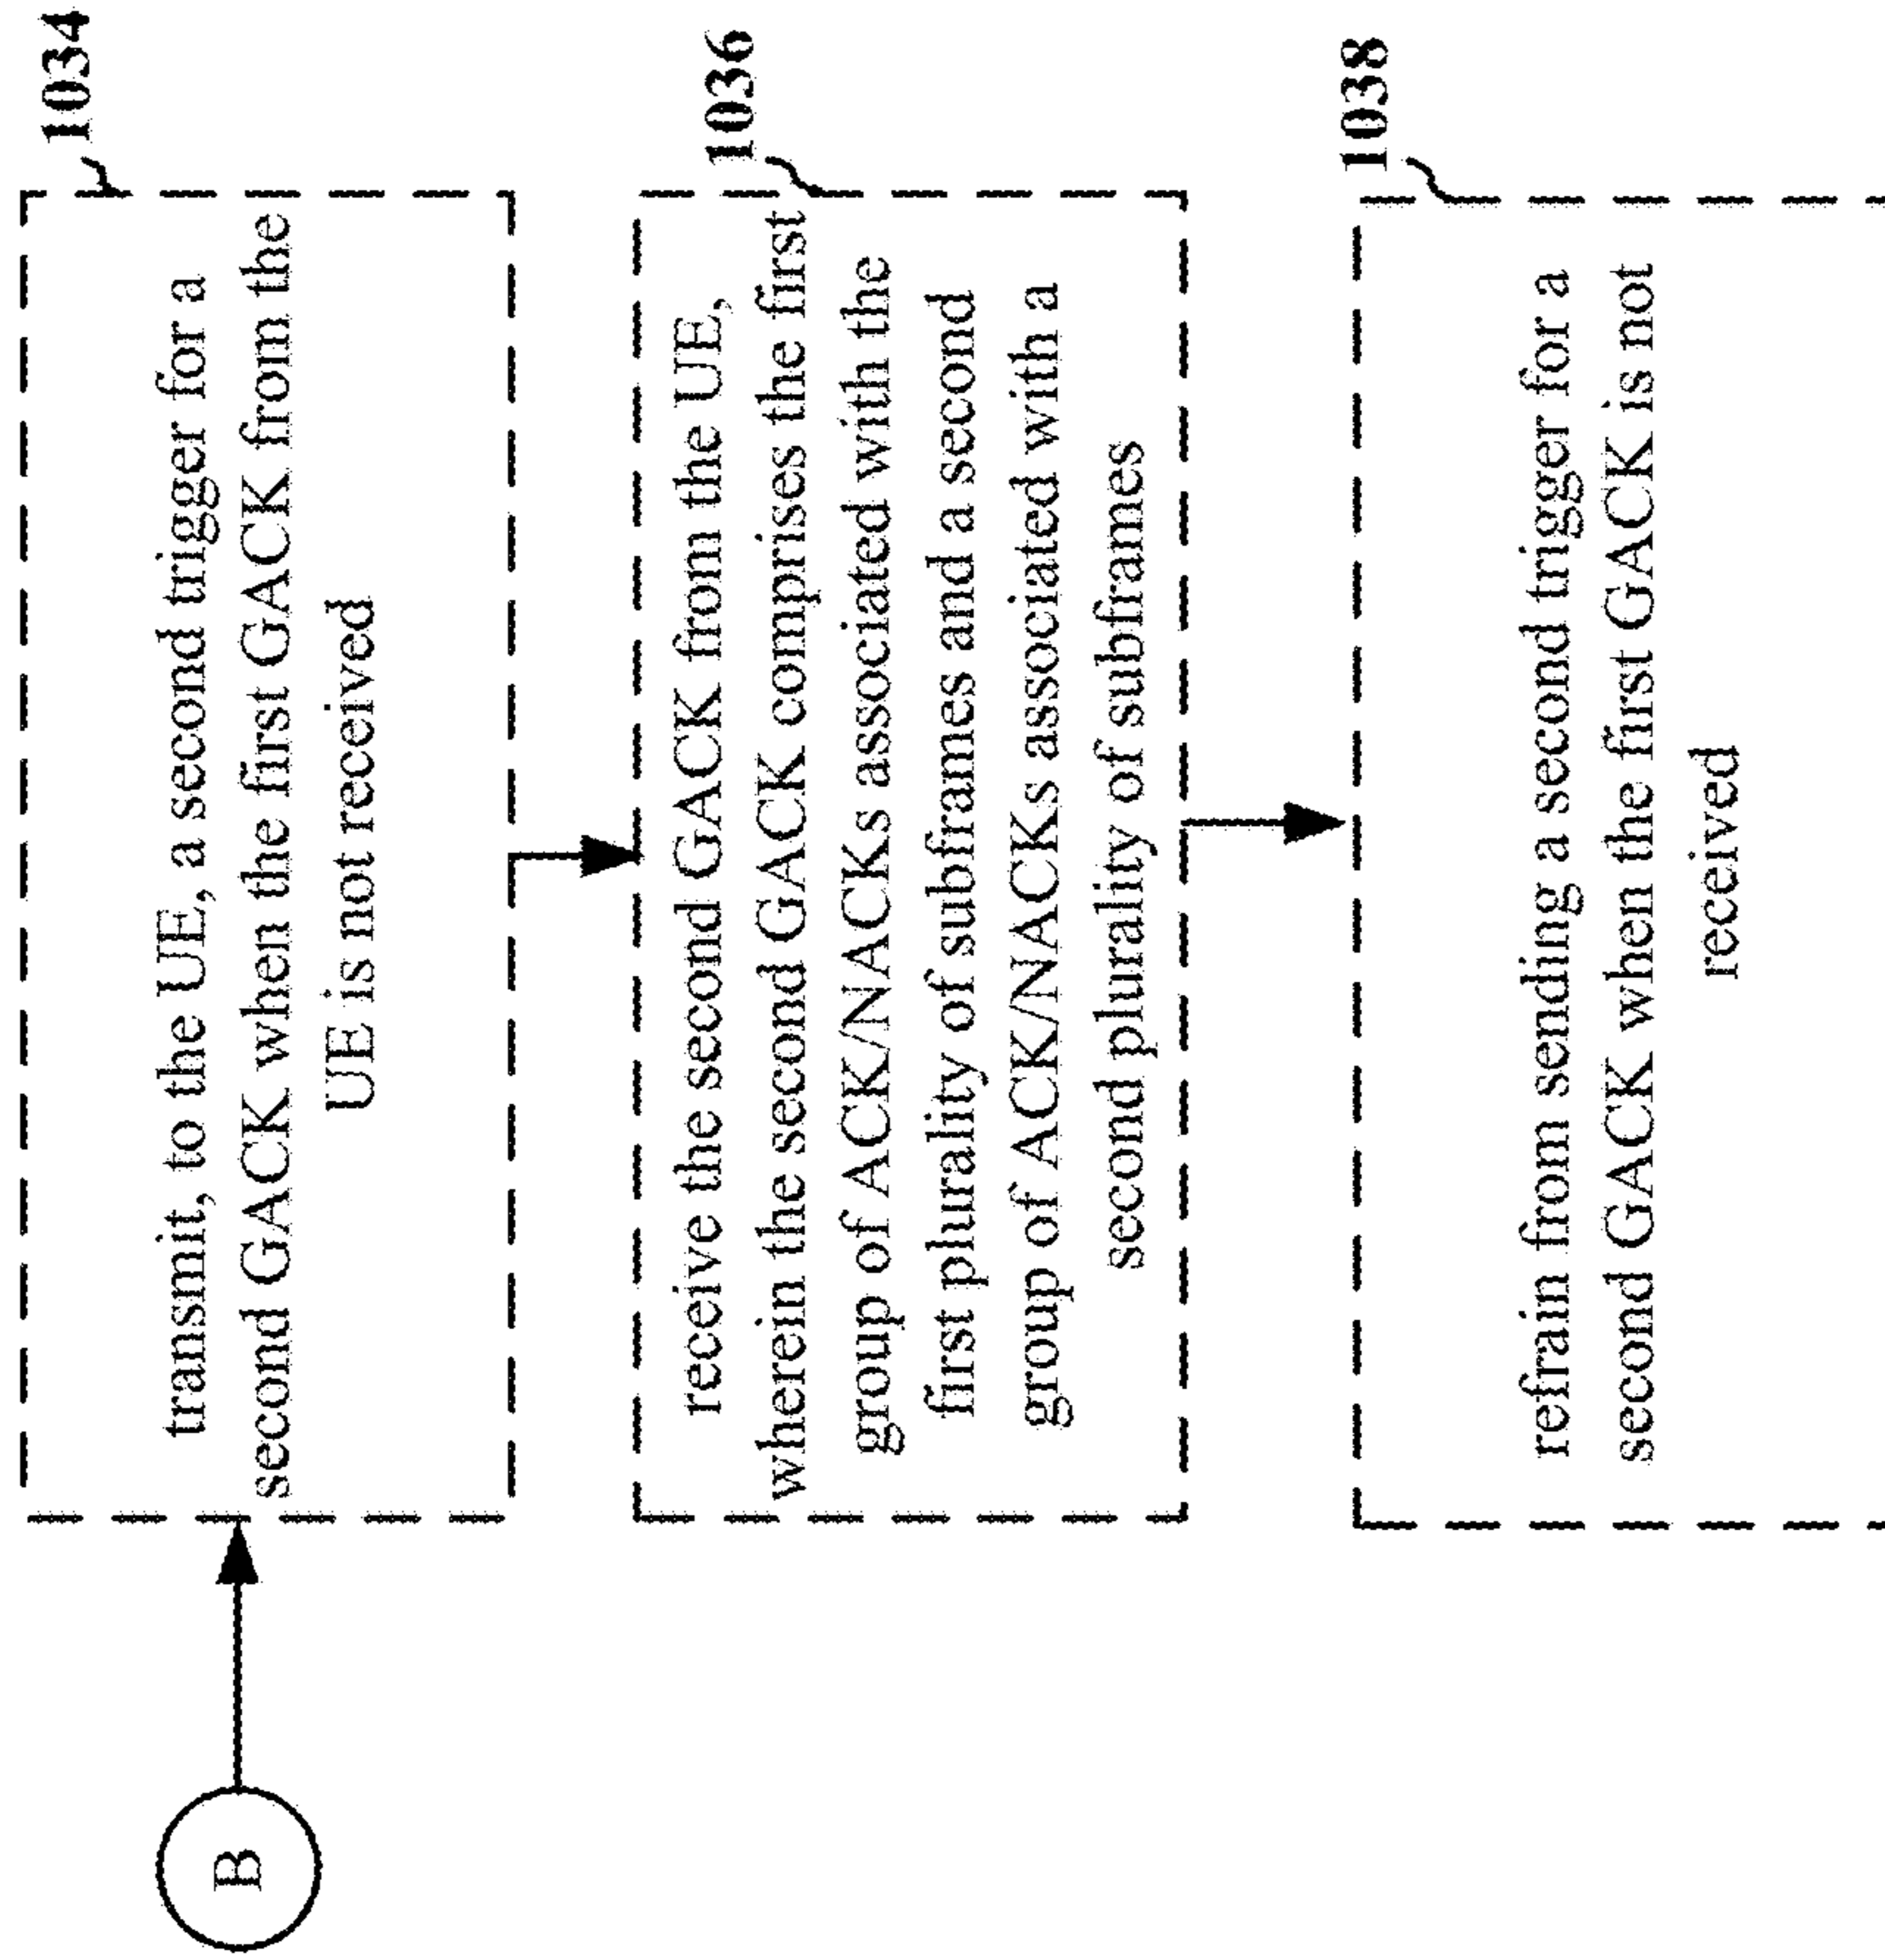 B
1034
transmit, to the UE, a second trigger for a
second GACK when the first GACK from the
UE is not received
1036
receive the second GACK from the UE,
wherein the second GACK comprises the first
group of ACK/NACKs associated with the
first plurality of subframes and a second
group of ACK/NACKs associated with a
second plurality of subframes
1038
refrain from sending a second trigger for a
second GACK when the first GACK is not
received